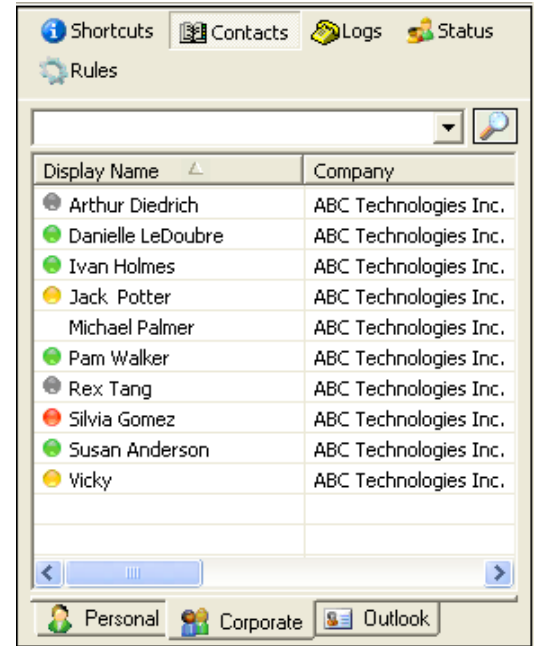 Shortcuts Contacts Logs Status
Rules
Display Name Company
Arthur Diedrich ABC Technologies Inc.
Danielle LeDoubre ABC Technologies Inc.
Ivan Holmes ABC Technologies Inc.
Jack Potter ABC Technologies Inc.
Michael Palmer ABC Technologies Inc.
Pam Walker ABC Technologies Inc.
Rex Tang ABC Technologies Inc.
Silvia Gomez ABC Technologies Inc.
Susan Anderson ABC Technologies Inc.
Vicky ABC Technologies Inc.
Personal Corporate Outlook